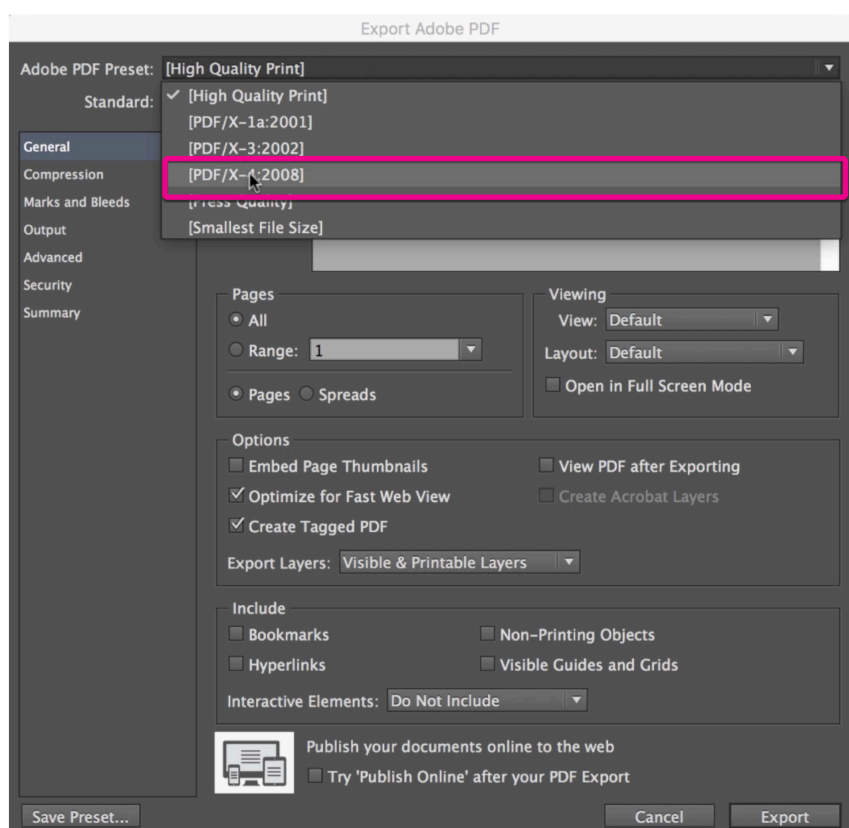 Export Adobe PDF
Adobe PDF Preset: [High Quality Print]
Standard: ✓ [High Quality Print]
[PDF/X-1a:2001]
[PDF/X-3:2002]
[PDF/X-4:2008]
[Press Quality]
[Smallest File Size]
General
Compression
Marks and Bleeds
Output
Advanced
Security
Summary
Pages
All
Range: 1
Pages Spreads
Viewing
View: Default
Layout: Default
Open in Full Screen Mode
Options
Embed Page Thumbnails
Optimize for Fast Web View
Create Tagged PDF
View PDF after Exporting
Create Acrobat Layers
Export Layers: Visible & Printable Layers
Include
Bookmarks
Hyperlinks
Non-Printing Objects
Visible Guides and Grids
Interactive Elements: Do Not Include
Publish your documents online to the web
Try 'Publish Online' after your PDF Export
Save Preset...
Cancel
Export